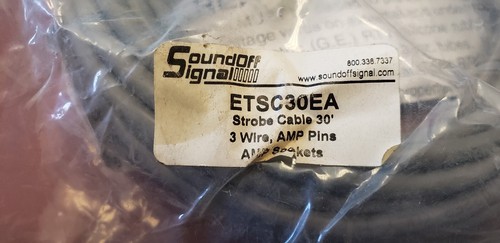 Soundoff
Signal
800.338.7337
www.soundoffsignal.com
ETSC30EA
Strobe Cable 30'
3 Wire, AMP Pins
AMP Sockets